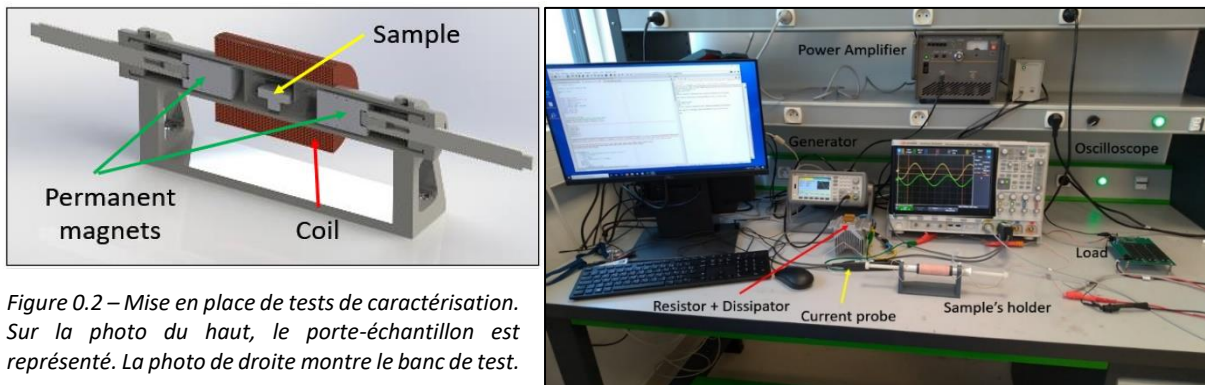 Sample
Permanent
magnets
Coil
Figure 0.2 – Mise en place de tests de caractérisation.
Sur la photo du haut, le porte-échantillon est
représenté. La photo de droite montre le banc de test.
Power Amplifier
Generator
Oscilloscope
Load
Resistor + Dissipator
Current probe
Sample's holder